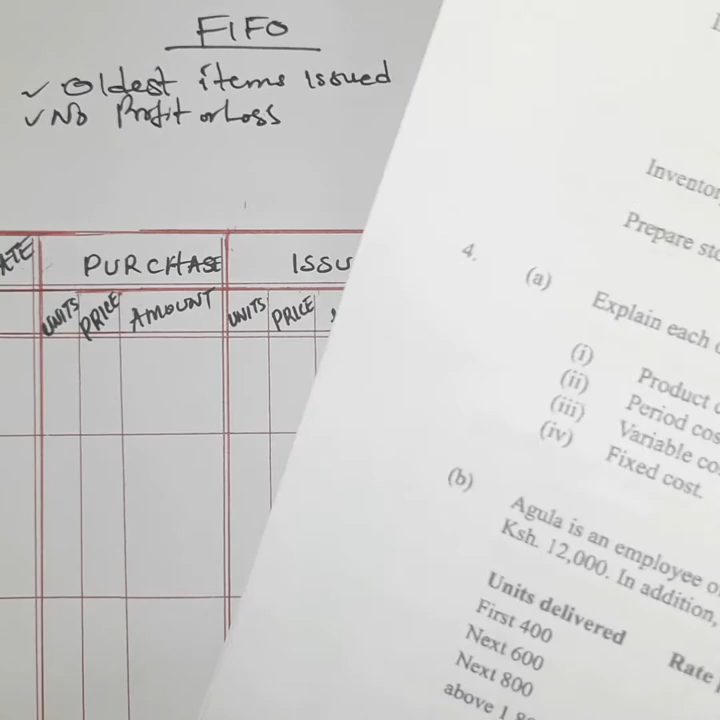 FIFO
✓ Oldest items issued
✓ No Profit or Loss
PURCHASE
UNITS PRICE AMOUNT UNITS PRICE
Prepare
4.
(a) Explain each
(i) Product
(ii) Period
(iii) Variable
(iv) Fixed cost.
(b) Agula is an employee
Ksh. 12,000. In addition,
Units delivered Rate
First 400
Next 600
Next 800
above